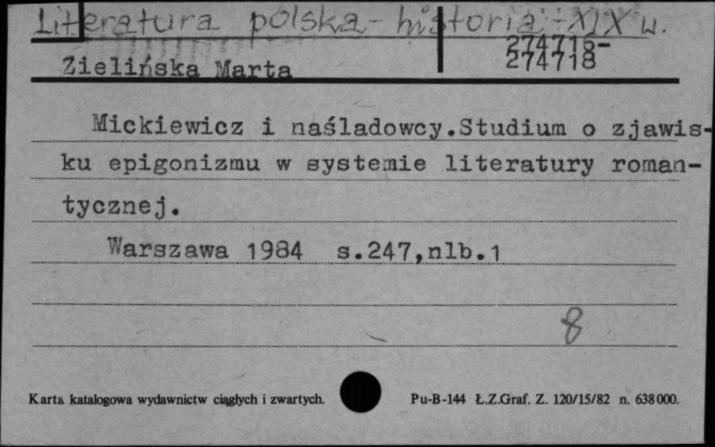 Literatura polska - historia - XIX w.
274718-
Zielińska Marta 274718
Mickiewicz i naśladowcy.Studium o zjawis-
ku epigonizmu w systemie literatury roman-
tycznej.
Warszawa 1984 s.247,nlb.1
8
Karta katalogowa wydawnictw ciągłych i zwartych. Pu-B-144 Ł.Z.Graf. Z. 120/15/82 n. 638000.